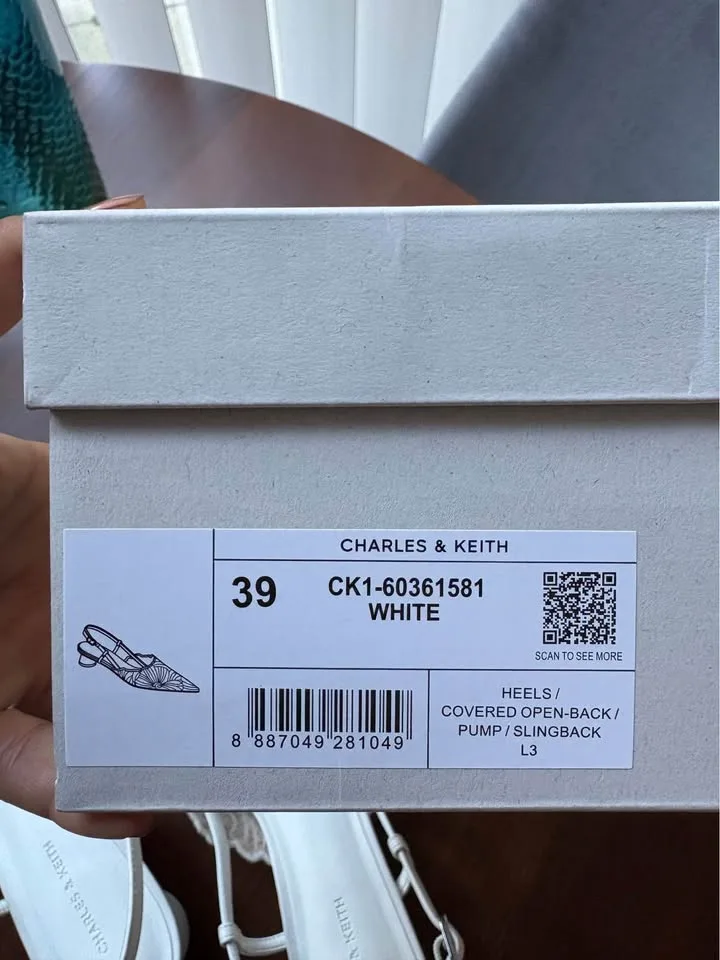 CHARLES & KEITH
39
CK1-60361581
WHITE
SCAN TO SEE MORE
8 887049 281049
HEELS /
COVERED OPEN-BACK /
PUMP / SLINGBACK
L3
CHARLES & KEITH
& KEITH